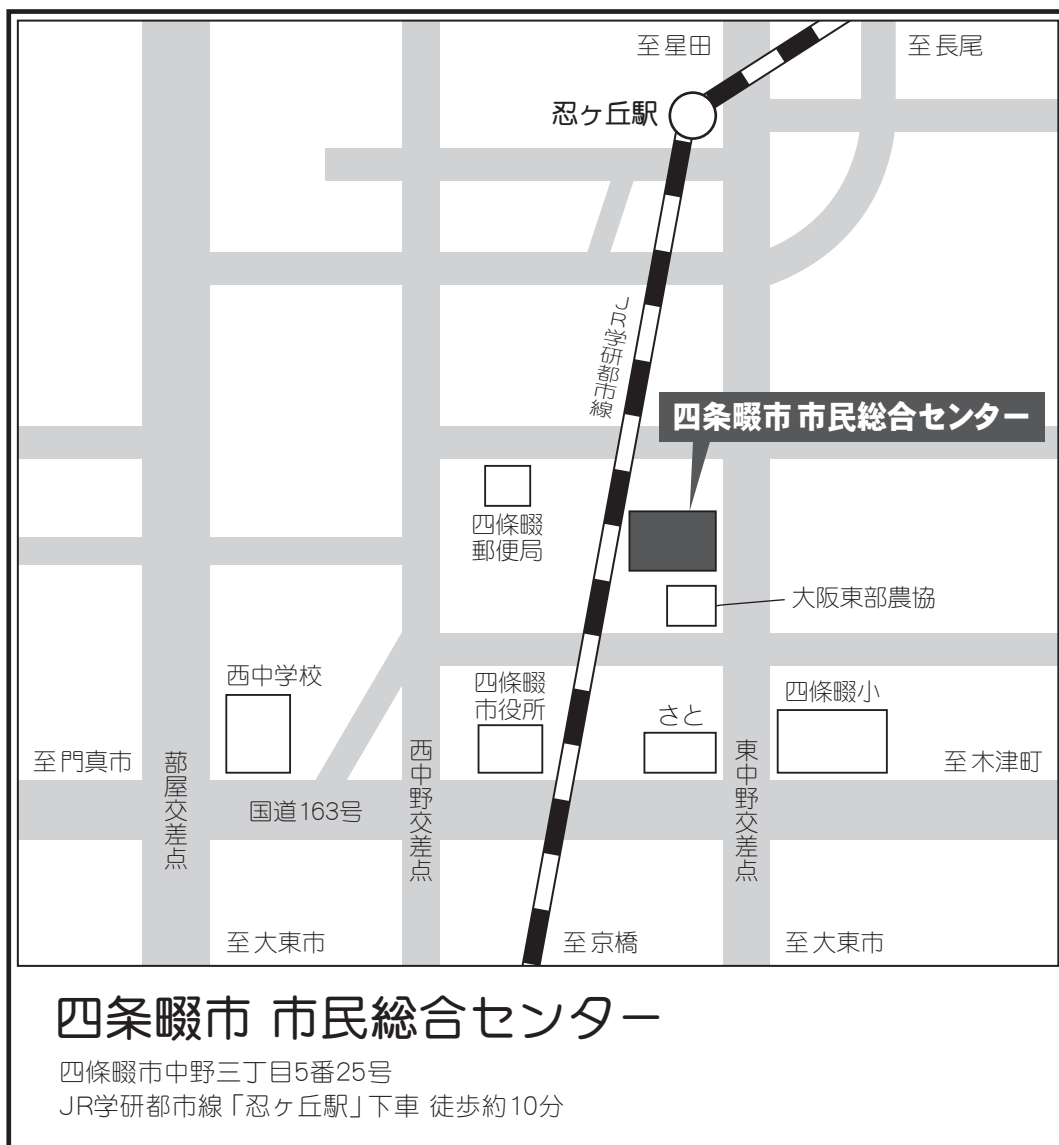 至星田
至長尾
忍ヶ丘駅
JR学研都市線
四条畷市 市民総合センター
四條畷
郵便局
大阪東部農協
西中学校
四條畷
市役所
さと
四條畷小
至門真市
蔀屋交差点
国道163号
西中野交差点
東中野交差点
至木津町
至大東市
至京橋
至大東市
四条畷市 市民総合センター
四條畷市中野三丁目5番25号
JR学研都市線「忍ヶ丘駅」下車 徒歩約10分